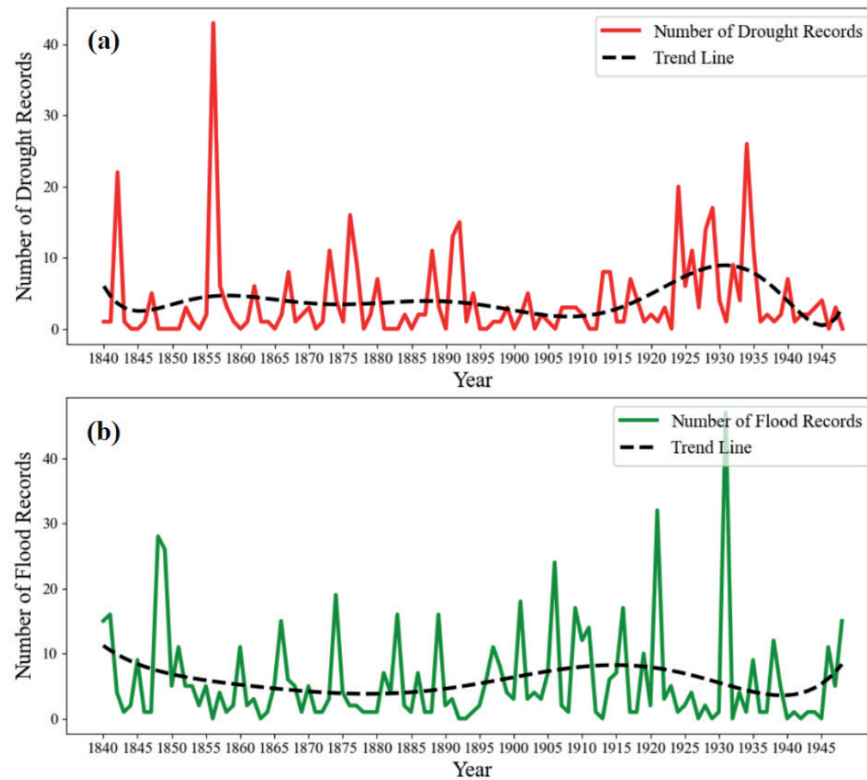 (a)
Number of Drought Records
Trend Line
Number of Drought Records
40
30
20
10
0
1840 1845 1850 1855 1860 1865 1870 1875 1880 1885 1890 1895 1900 1905 1910 1915 1920 1925 1930 1935 1940 1945
Year
(b)
Number of Flood Records
Trend Line
Number of Flood Records
40
30
20
10
0
1840 1845 1850 1855 1860 1865 1870 1875 1880 1885 1890 1895 1900 1905 1910 1915 1920 1925 1930 1935 1940 1945
Year